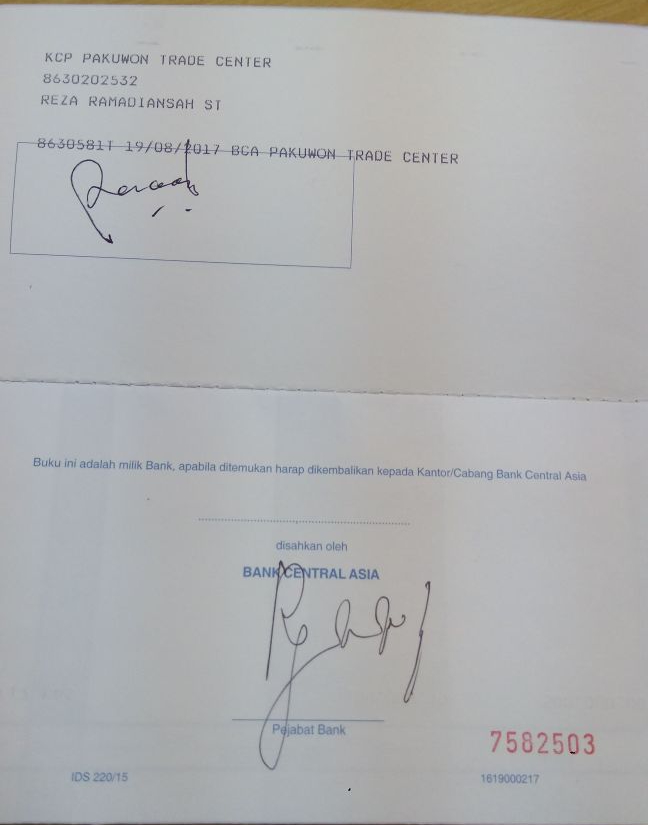 KCP PAKUWON TRADE CENTER
8630202532
REZA RAMADIANSAH ST
8630581T 19/08/2017 BCA PAKUWON TRADE CENTER
Buku ini adalah milik Bank, apabila ditemukan harap dikembalikan kepada Kantor/Cabang Bank Central Asia
disahkan oleh
BANK CENTRAL ASIA
Pejabat Bank
7582503
IDS 220/15
1619000217